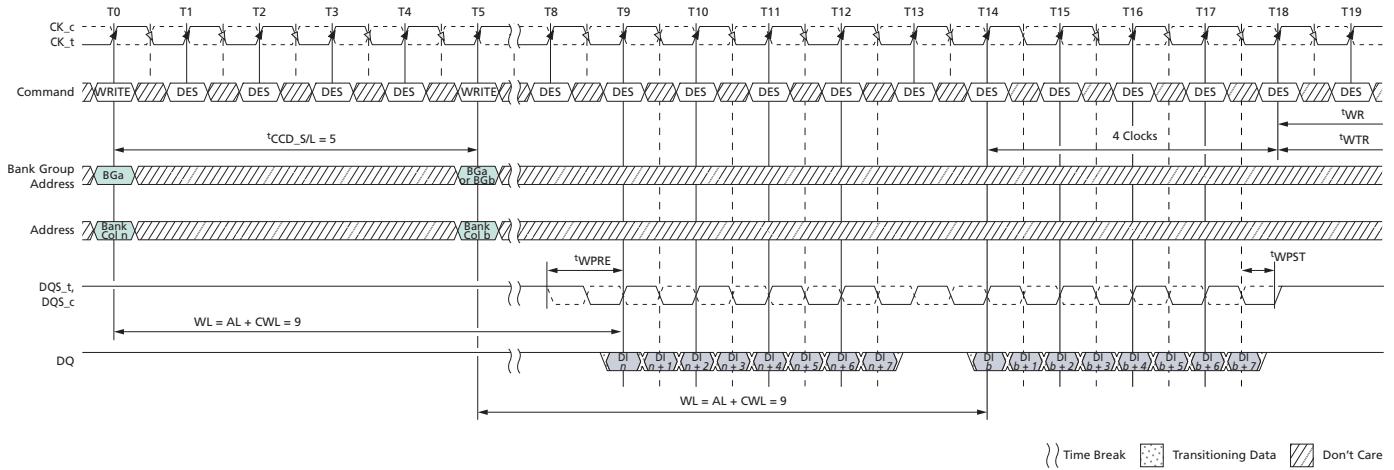 T0 T1 T2 T3 T4 T5 T8 T9 T10 T11 T12 T13 T14 T15 T16 T17 T18 T19
CK_c
CK_t
Command WRITE DES DES DES DES WRITE DES DES DES DES DES DES DES DES DES DES DES DES
tWR
tCCD_S/L = 5 4 Clocks tWTR
Bank Group
Address
BGa
BGa
or BGb
Address
Bank
Col n
Bank
Col b
tWPRE tWPST
DQS_t,
DQS_c
WL = AL + CWL = 9
DQ
DI
n
DI
n + 1
DI
n + 2
DI
n + 3
DI
n + 4
DI
n + 5
DI
n + 6
DI
n + 7
DI
b
DI
b + 1
DI
b + 2
DI
b + 3
DI
b + 4
DI
b + 5
DI
b + 6
DI
b + 7
WL = AL + CWL = 9
Time Break Transitioning Data Don't Care